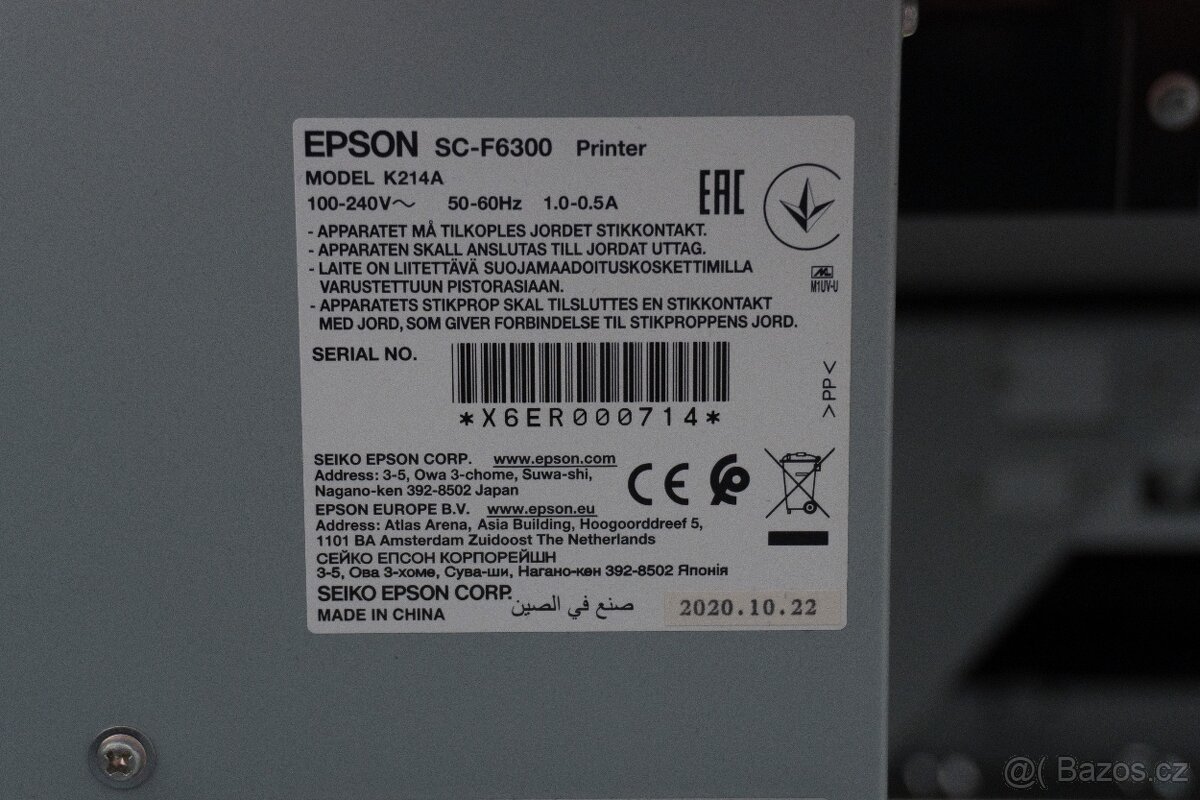 EPSON SC-F6300 Printer
MODEL K214A
100-240V～ 50-60Hz 1.0-0.5A
EAC
- APPARATET MÅ TILKOPLES JORDET STIKKONTAKT.
- APPARATEN SKALL ANSLUTAS TILL JORDAT UTTAG.
- LAITE ON LIITETTÄVÄ SUOJAMAADOITUSKOSKETTIMILLA
VARUSTETTUUN PISTORASIAAN.
- APPARATETS STIKPROP SKAL TILSLUTTES EN STIKKONTAKT
MED JORD, SOM GIVER FORBINDELSE TIL STIKPROPPENS JORD.
M1UV-U
SERIAL NO.
*X6ER000714*
>PP<
SEIKO EPSON CORP. www.epson.com
Address: 3-5, Owa 3-chome, Suwa-shi,
Nagano-ken 392-8502 Japan
EPSON EUROPE B.V. www.epson.eu
Address: Atlas Arena, Asia Building, Hoogoorddreef 5,
1101 BA Amsterdam Zuidoost The Netherlands
CE
СЕЙКО ЕПСОН КОРПОРЕЙШН
3-5, Ова 3-хоме, Сува-ши, Нагано-кен 392-8502 Японія
SEIKO EPSON CORP.
MADE IN CHINA صنع في الصين
2020.10.22
@( Bazos.cz